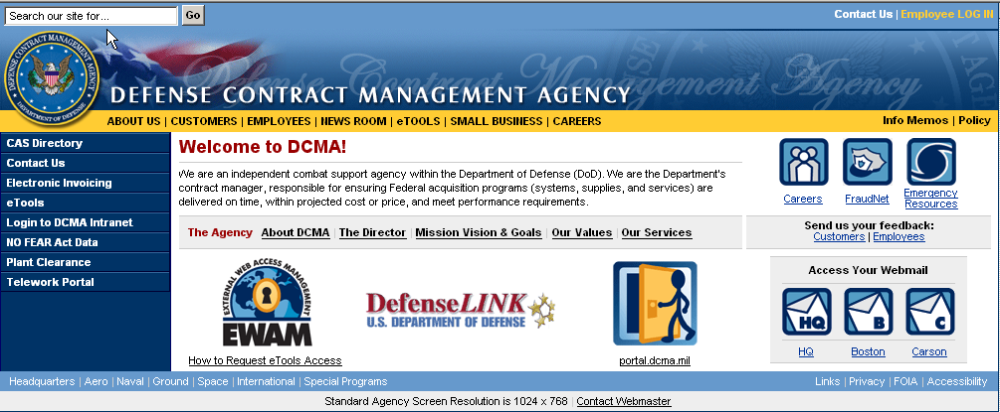 Search our site for...
Go
Contact Us | Employee LOG IN
DEFENSE CONTRACT MANAGEMENT AGENCY
DEPARTMENT OF DEFENSE
Defense Contract Management Agency
DEFENSE CONTRACT MANAGEMENT AGENCY
ABOUT US | CUSTOMERS | EMPLOYEES | NEWS ROOM | eTOOLS | SMALL BUSINESS | CAREERS
Info Memos | Policy
CAS Directory
Contact Us
Electronic Invoicing
eTools
Login to DCMA Intranet
NO FEAR Act Data
Plant Clearance
Telework Portal
Welcome to DCMA!
We are an independent combat support agency within the Department of Defense (DoD). We are the Department's
contract manager, responsible for ensuring Federal acquisition programs (systems, supplies, and services) are
delivered on time, within projected cost or price, and meet performance requirements.
The Agency About DCMA | The Director | Mission Vision & Goals | Our Values | Our Services
EXTERNAL WEB ACCESS MANAGEMENT
EWAM
How to Request eTools Access
DefenseLINK
U.S. DEPARTMENT OF DEFENSE
portal.dcma.mil
Careers
FraudNet
Emergency
Resources
Send us your feedback:
Customers | Employees
Access Your Webmail
HQ
B
C
HQ
Boston
Carson
Headquarters | Aero | Naval | Ground | Space | International | Special Programs
Links | Privacy | FOIA | Accessibility
Standard Agency Screen Resolution is 1024 x 768 | Contact Webmaster